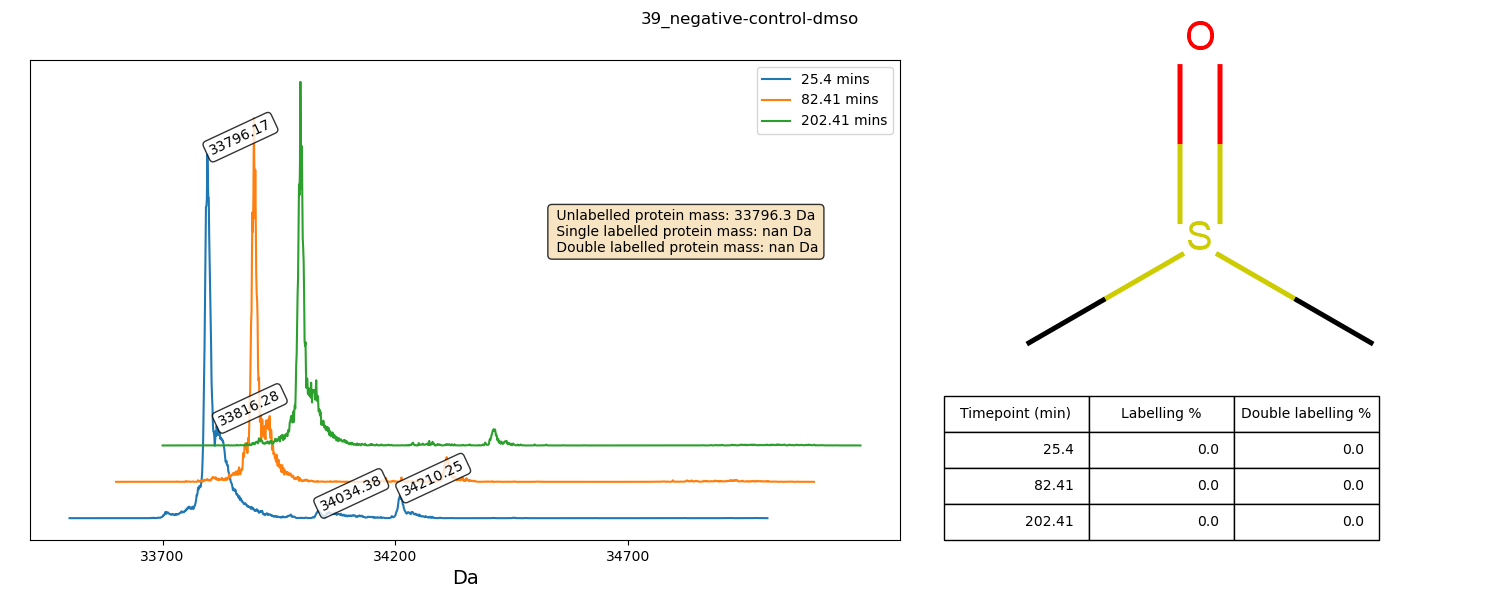 39_negative-control-dmso
25.4 mins
82.41 mins
202.41 mins
33796.17
33816.28
34034.38
34210.25
Unlabelled protein mass: 33796.3 Da
Single labelled protein mass: nan Da
Double labelled protein mass: nan Da
33700 34200 34700
Da
O
S
Timepoint (min) Labelling % Double labelling %
25.4 0.0 0.0
82.41 0.0 0.0
202.41 0.0 0.0